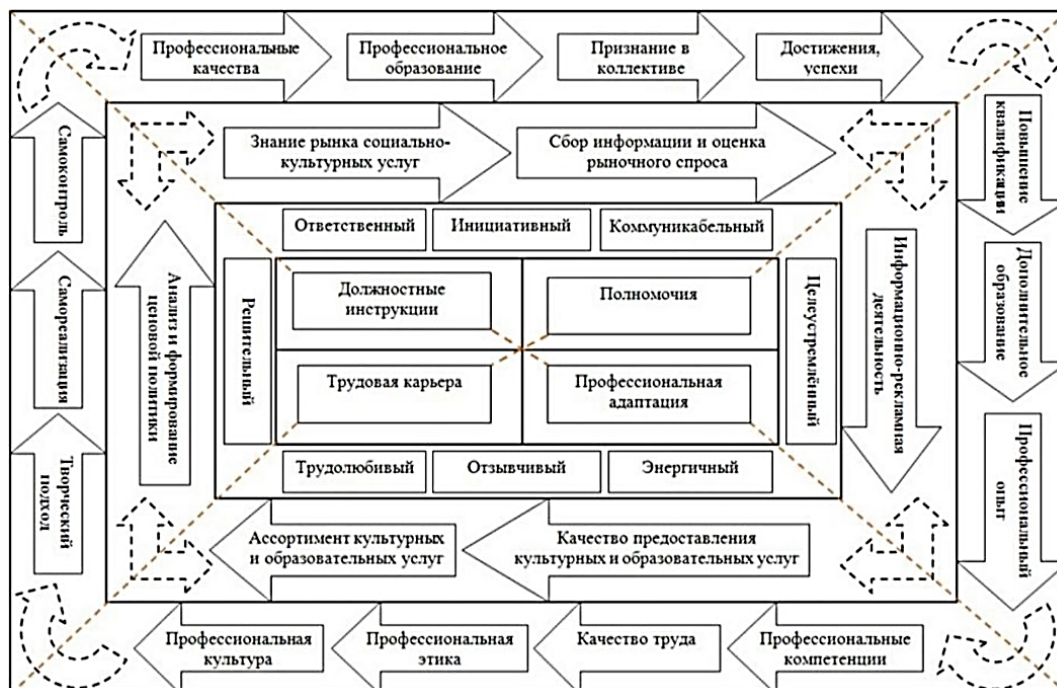 Профессиональные
качества
Профессиональное
образование
Признание в
коллективе
Достижения,
успехи
Повышение
квалификации
Дополнительное
образование
Профессиональный
опыт
Профессиональные
компетенции
Качество труда
Профессиональная
этика
Профессиональная
культура
Творческий
подход
Самореализация
Самоконтроль
Знание рынка социально-
культурных услуг
Сбор информации и оценка
рыночного спроса
Информационно-рекламная
деятельность
Качество предоставления
культурных и образовательных услуг
Ассортимент культурных
и образовательных услуг
Анализ и формирование
ценовой политики
Ответственный
Инициативный
Коммуникабельный
Решительный
Целеустремлённый
Должностные
инструкции
Полномочия
Трудовая карьера
Профессиональная
адаптация
Трудолюбивый
Отзывчивый
Энергичный